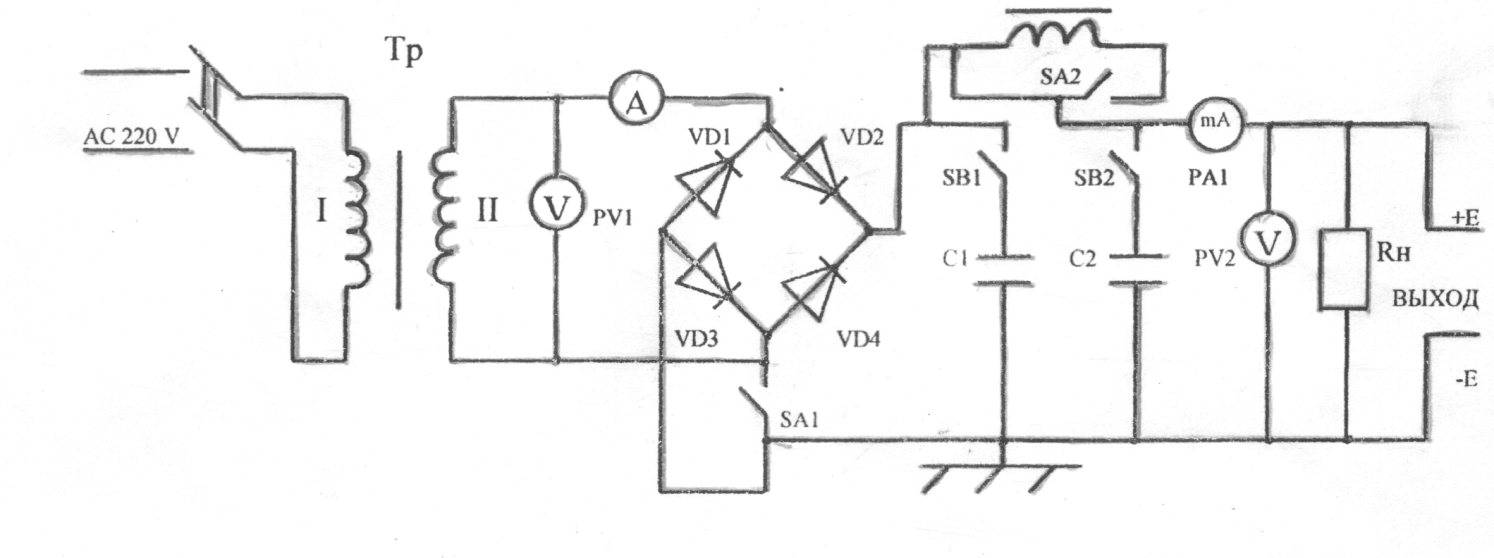 Тр
AC 220 V
I
II
V
PV1
A
VD1
VD2
VD3
VD4
SA1
SA2
SB1
SB2
C1
C2
mA
PA1
V
PV2
Rн
+E
ВЫХОД
-E